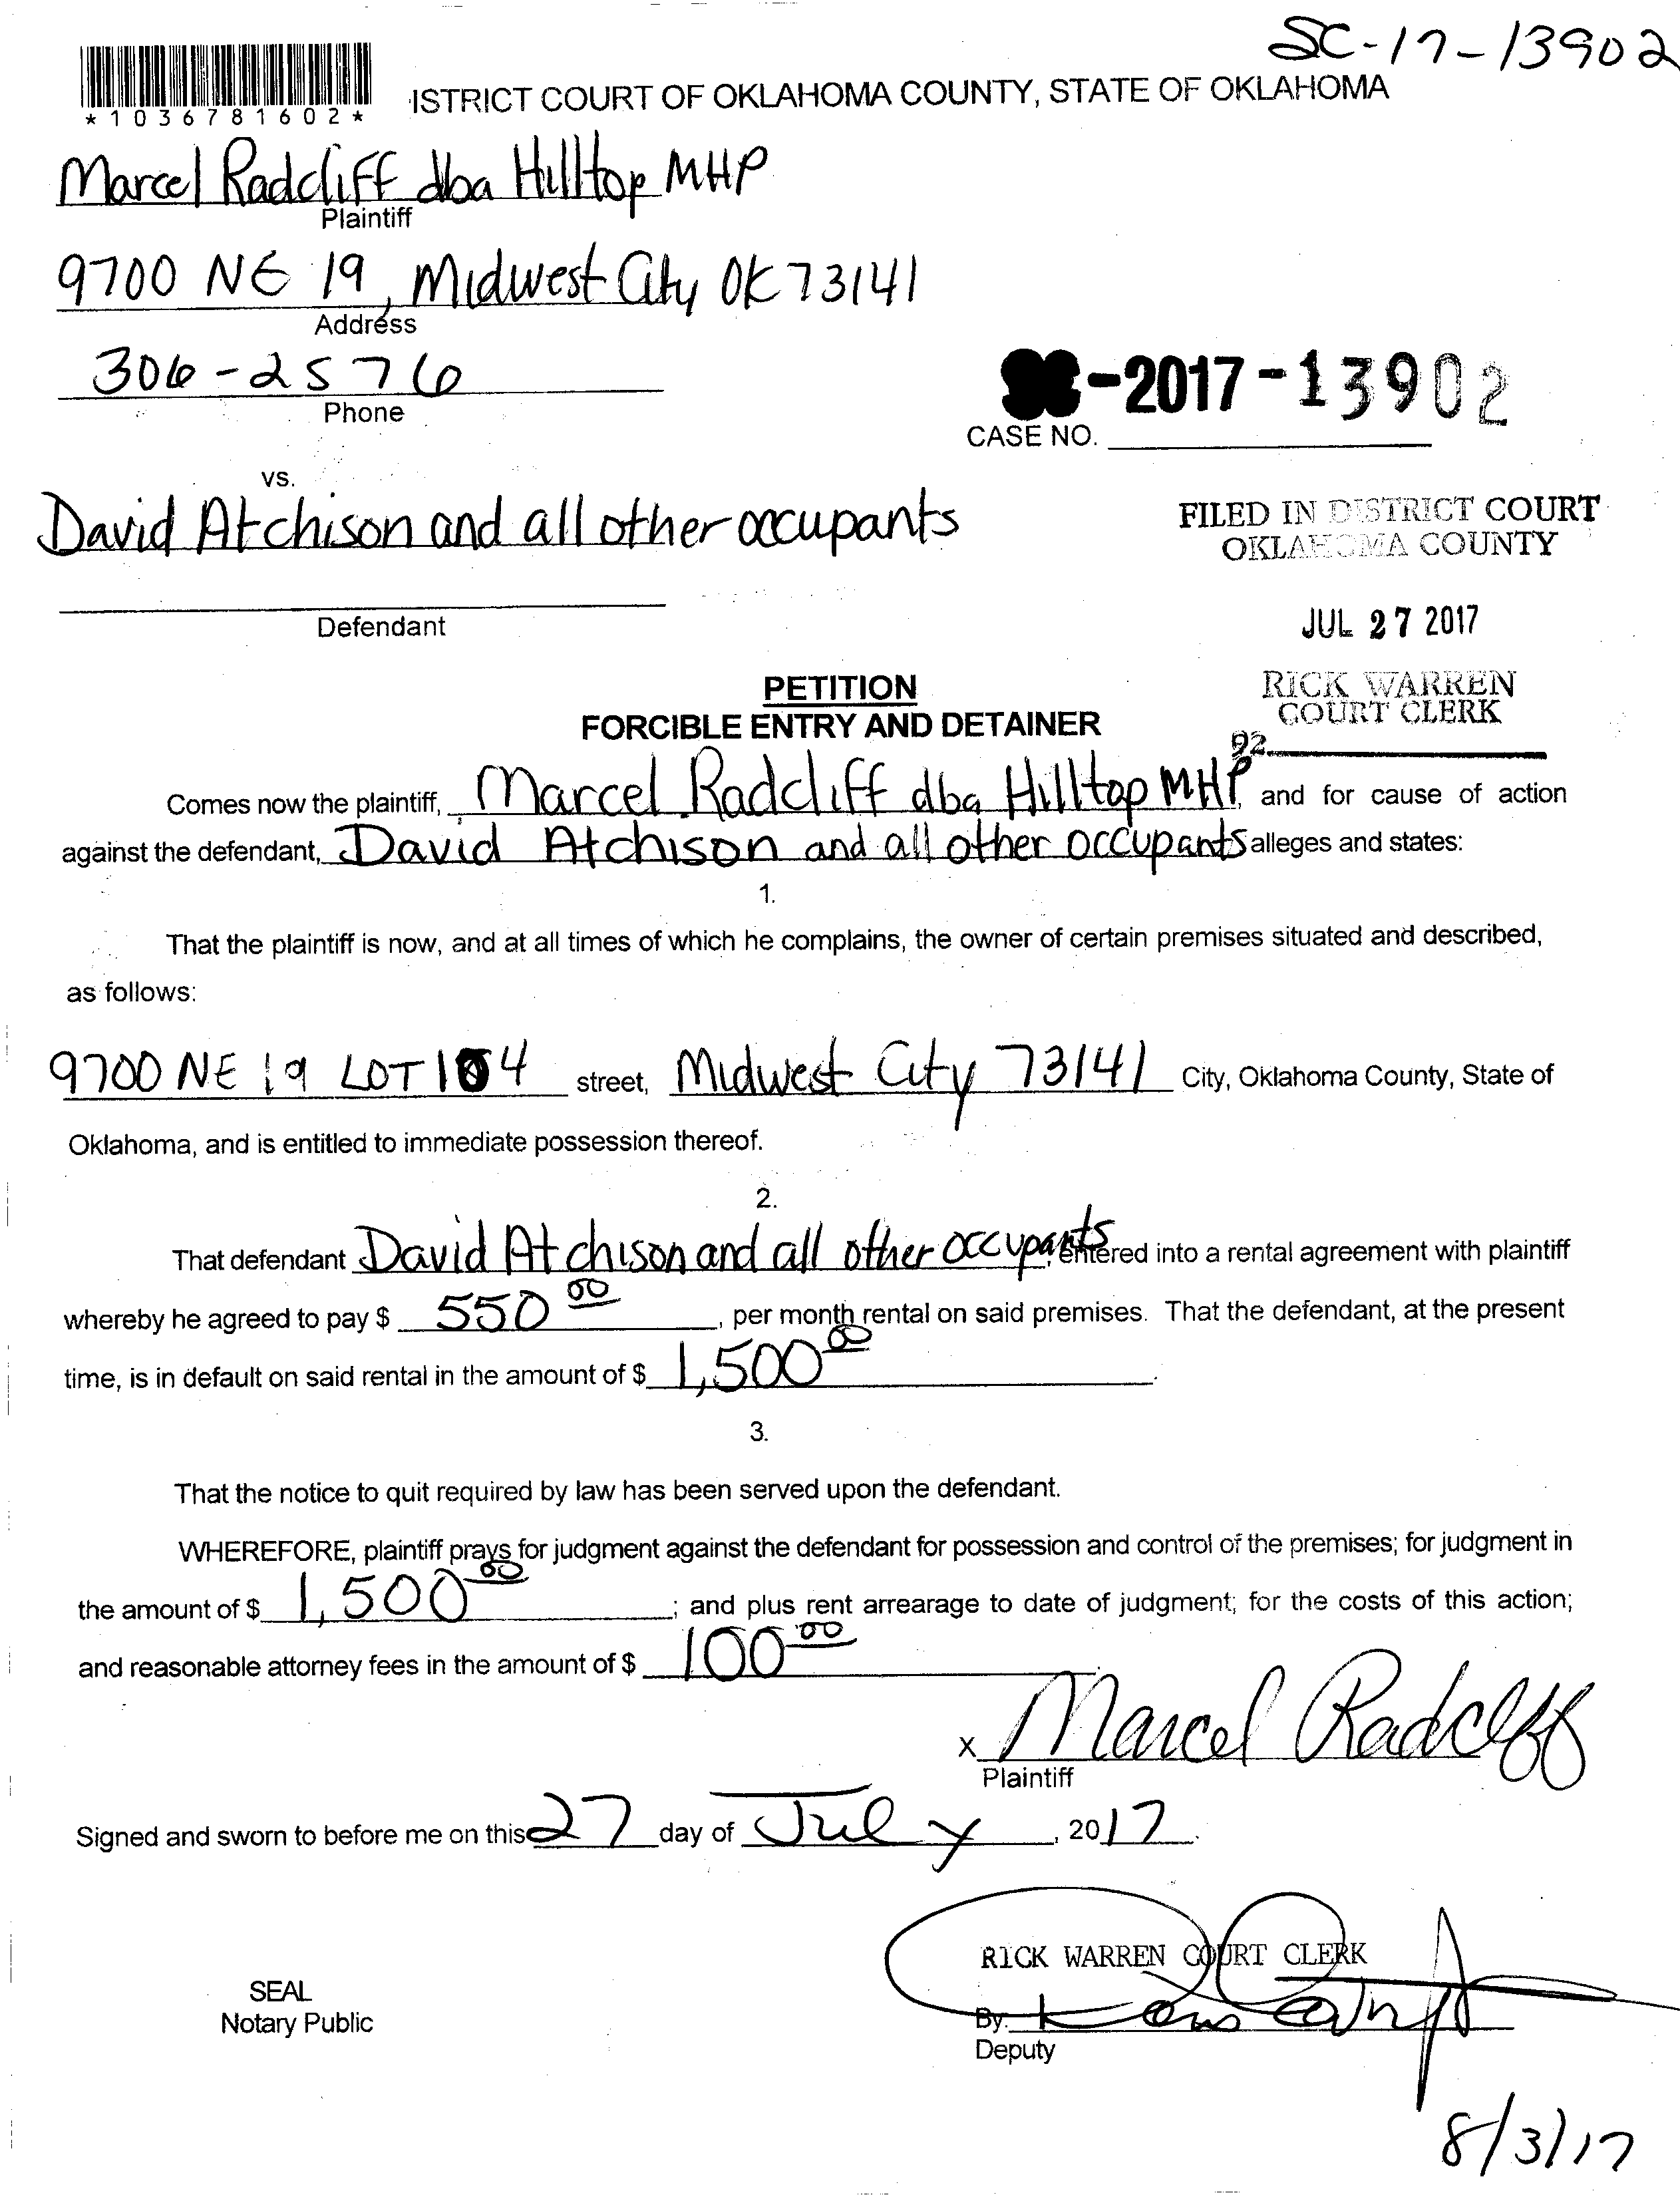 SC-17-13902
*1036781602*
ISTRICT COURT OF OKLAHOMA COUNTY, STATE OF OKLAHOMA
Marcel Radcliff dba Hilltop MHP
Plaintiff
9700 NE 19, Midwest City OK 73141
Address
306-2576
Phone
-2017-13902
CASE NO.
vs.
David Atchison and all other occupants
Defendant
FILED IN DISTRICT COURT
OKLAHOMA COUNTY
JUL 27 2017
RICK WARREN
COURT CLERK
92
PETITION
FORCIBLE ENTRY AND DETAINER
Comes now the plaintiff, Marcel Radcliff dba Hilltop MHP, and for cause of action
against the defendant, David Atchison and all other occupants alleges and states:
1.
That the plaintiff is now, and at all times of which he complains, the owner of certain premises situated and described,
as follows:
9700 NE 19 LOT 104 street, Midwest City 73141 City, Oklahoma County, State of
Oklahoma, and is entitled to immediate possession thereof.
2.
That defendant David Atchison and all other occupants, entered into a rental agreement with plaintiff
whereby he agreed to pay $ 550 00, per month rental on said premises. That the defendant, at the present
time, is in default on said rental in the amount of $ 1,500 00.
3.
That the notice to quit required by law has been served upon the defendant.
WHEREFORE, plaintiff prays for judgment against the defendant for possession and control of the premises; for judgment in
the amount of $ 1,500 00; and plus rent arrearage to date of judgment; for the costs of this action;
and reasonable attorney fees in the amount of $ 100 00.
X Marcel Radcliff
Plaintiff
Signed and sworn to before me on this 27 day of July, 2017.
RICK WARREN COURT CLERK
SEAL
Notary Public
By:
Deputy
8/3/17